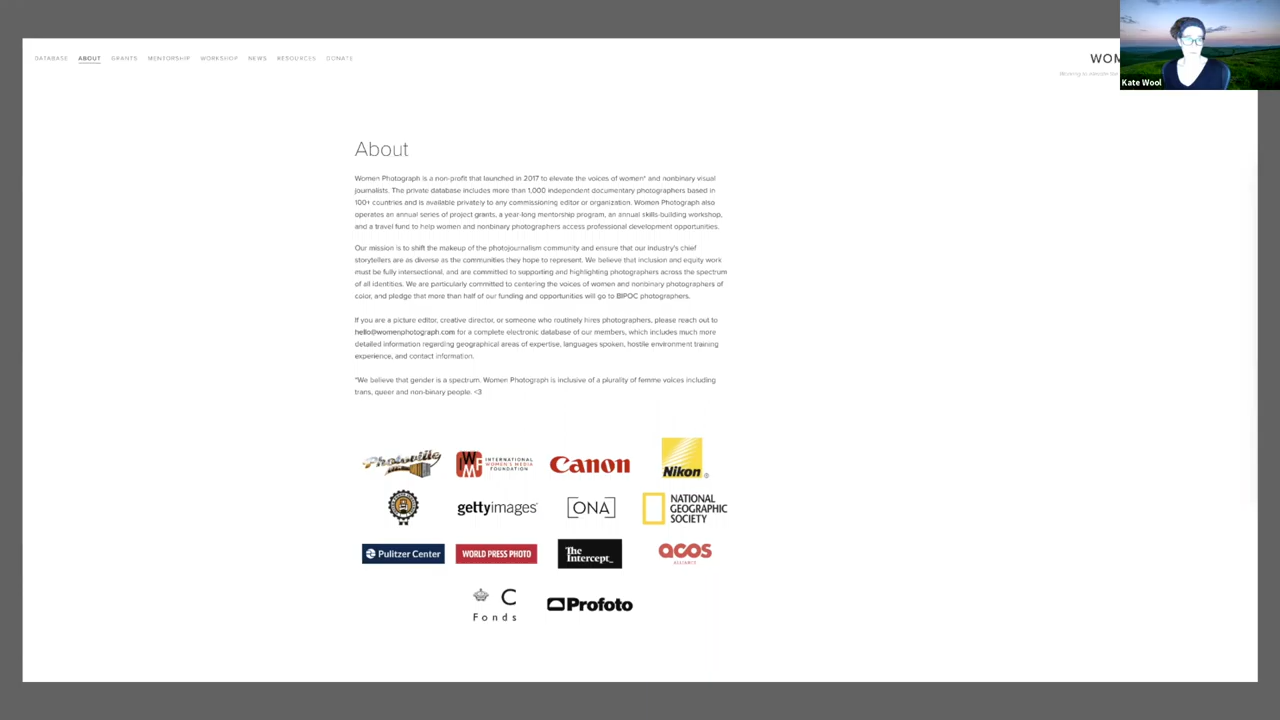 DATABASE ABOUT GRANTS MENTORSHIP WORKSHOP NEWS RESOURCES DONATE
WOM
Working to elevate the
Kate Wool
About
Women Photograph is a non-profit that launched in 2017 to elevate the voices of women* and nonbinary visual
journalists. The private database includes more than 1,000 independent documentary photographers based in
100+ countries and is available privately to any commissioning editor or organization. Women Photograph also
operates an annual series of project grants, a year-long mentorship program, an annual skills-building workshop,
and a travel fund to help women and nonbinary photographers access professional development opportunities.
Our mission is to shift the makeup of the photojournalism community and ensure that our industry's chief
storytellers are as diverse as the communities they hope to represent. We believe that inclusion and equity work
must be fully intersectional, and are committed to supporting and highlighting photographers across the spectrum
of all identities. We are particularly committed to centering the voices of women and nonbinary photographers of
color, and pledge that more than half of our funding and opportunities will go to BIPOC photographers.
If you are a picture editor, creative director, or someone who routinely hires photographers, please reach out to
hello@womenphotograph.com for a complete electronic database of our members, which includes much more
detailed information regarding geographical areas of expertise, languages spoken, hostile environment training
experience, and contact information.
*We believe that gender is a spectrum. Women Photograph is inclusive of a plurality of femme voices including
trans, queer and non-binary people. <3
Photoville
IWMF INTERNATIONAL
WOMEN'S MEDIA
FOUNDATION
Canon
Nikon®
gettyimages®
[ONA]
NATIONAL
GEOGRAPHIC
SOCIETY
Pulitzer Center
WORLD PRESS PHOTO
The
Intercept_
acos
ALLIANCE
C
Fonds
Profoto